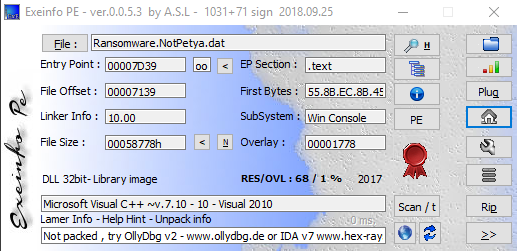 Exeinfo PE - ver.0.0.5.3 by A.S.L - 1031+71 sign 2018.09.25
File : Ransomware.NotPetya.dat H
Entry Point : 00007D39 oo < EP Section : .text
File Offset : 00007139 First Bytes : 55.8B.EC.8B.45 Plug
Linker Info : 10.00 SubSystem : Win Console PE
File Size : 00058778h < N Overlay : 00001778
DLL 32bit- Library image RES/OVL : 68 / 1 % 2017
Exeinfo Pe
Microsoft Visual C++ ~v.7.10 - 10 - Visual 2010 Scan / t Rip
Lamer Info - Help Hint - Unpack info -0 ms.
Not packed , try OllyDbg v2 - www.ollydbg.de or IDA v7 www.hex-ray >>